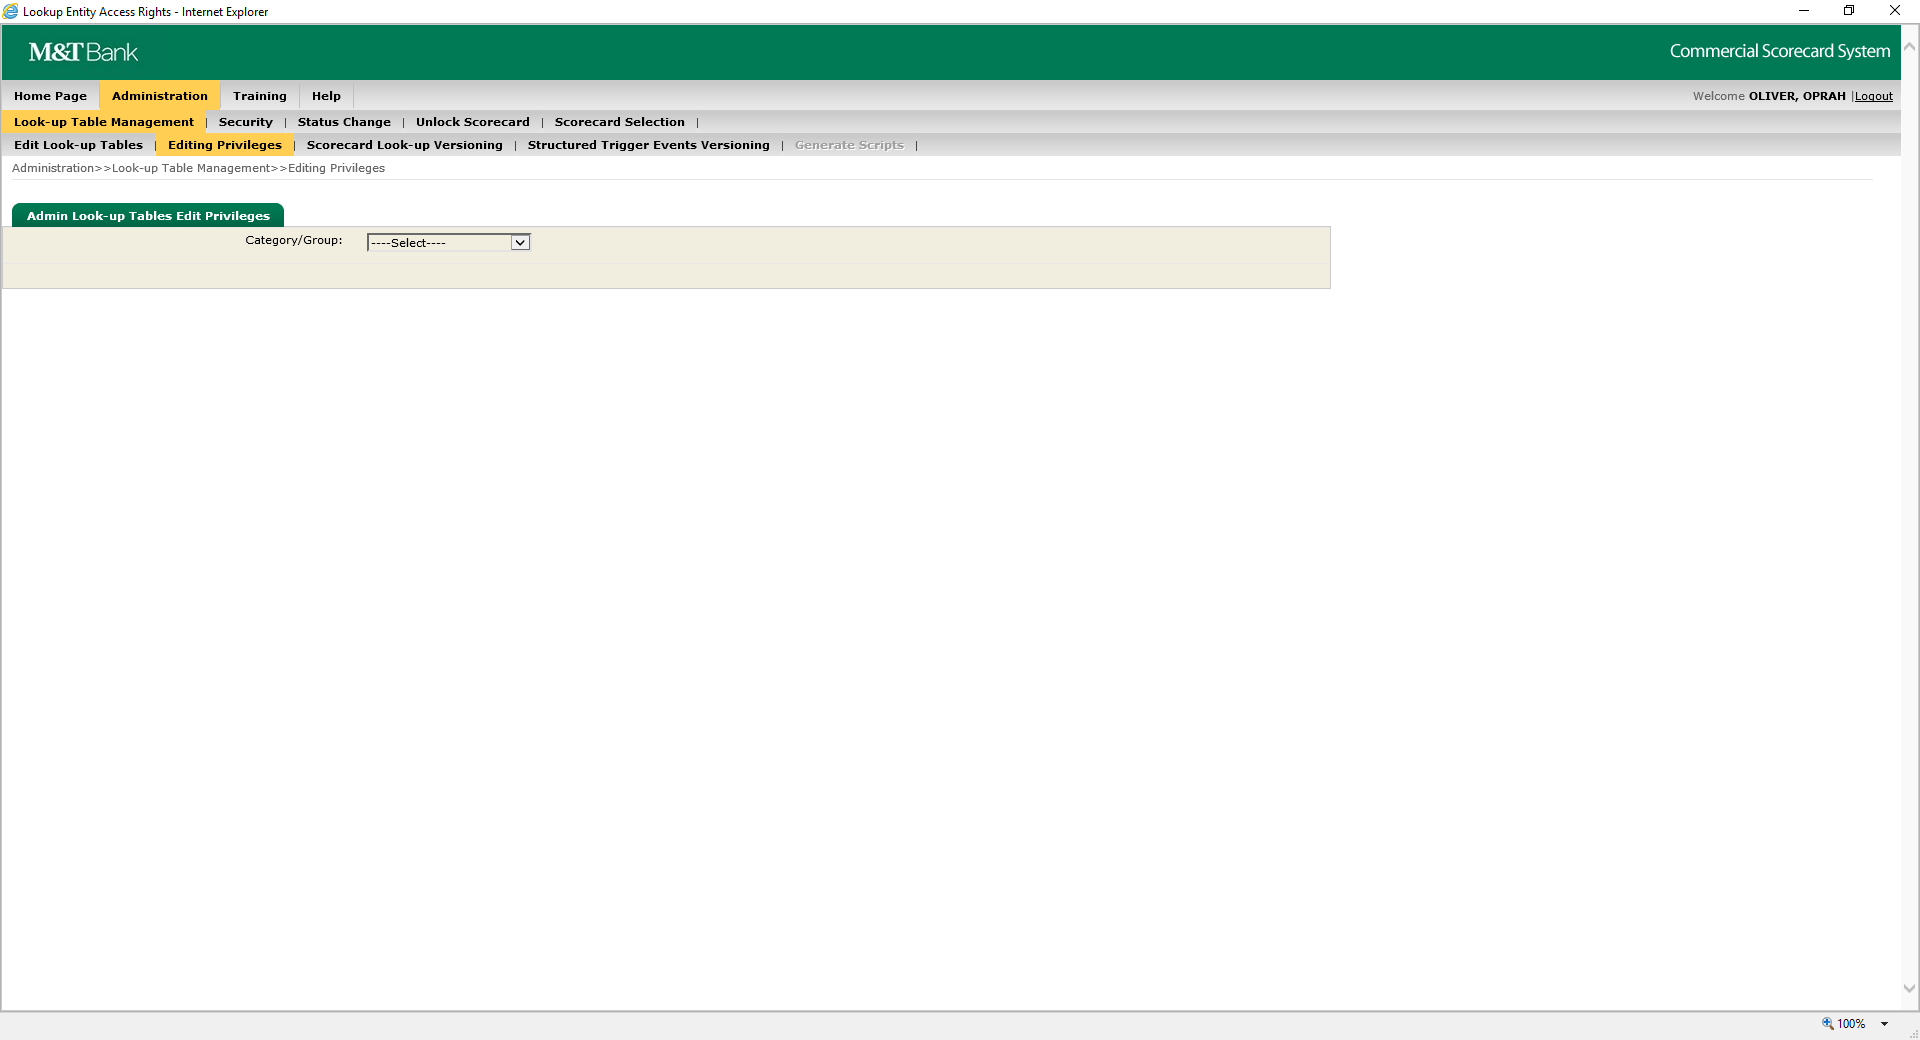 Lookup Entity Access Rights - Internet Explorer
M&T Bank
Commercial Scorecard System
Home Page Administration Training Help Welcome OLIVER, OPRAH |Logout
Look-up Table Management | Security | Status Change | Unlock Scorecard | Scorecard Selection |
Edit Look-up Tables | Editing Privileges | Scorecard Look-up Versioning | Structured Trigger Events Versioning | Generate Scripts |
Administration>>Look-up Table Management>>Editing Privileges
Admin Look-up Tables Edit Privileges
Category/Group: ----Select----
100%